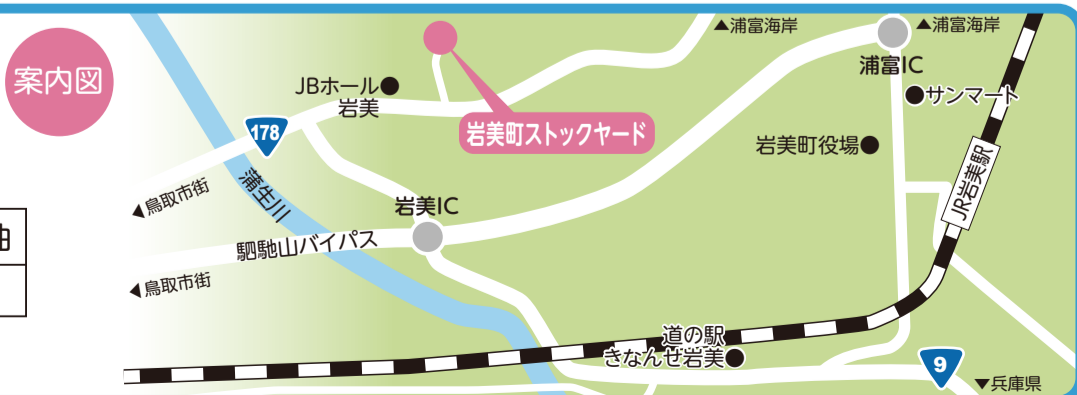 案内図
▲浦富海岸
▲浦富海岸
浦富IC
JBホール●
岩美
●サンマート
178
岩美町ストックヤード
岩美町役場●
JR岩美駅
◀鳥取市街
蒲生川
岩美IC
駟馳山バイパス
◀鳥取市街
油
道の駅
きなんせ岩美●
9
▼兵庫県